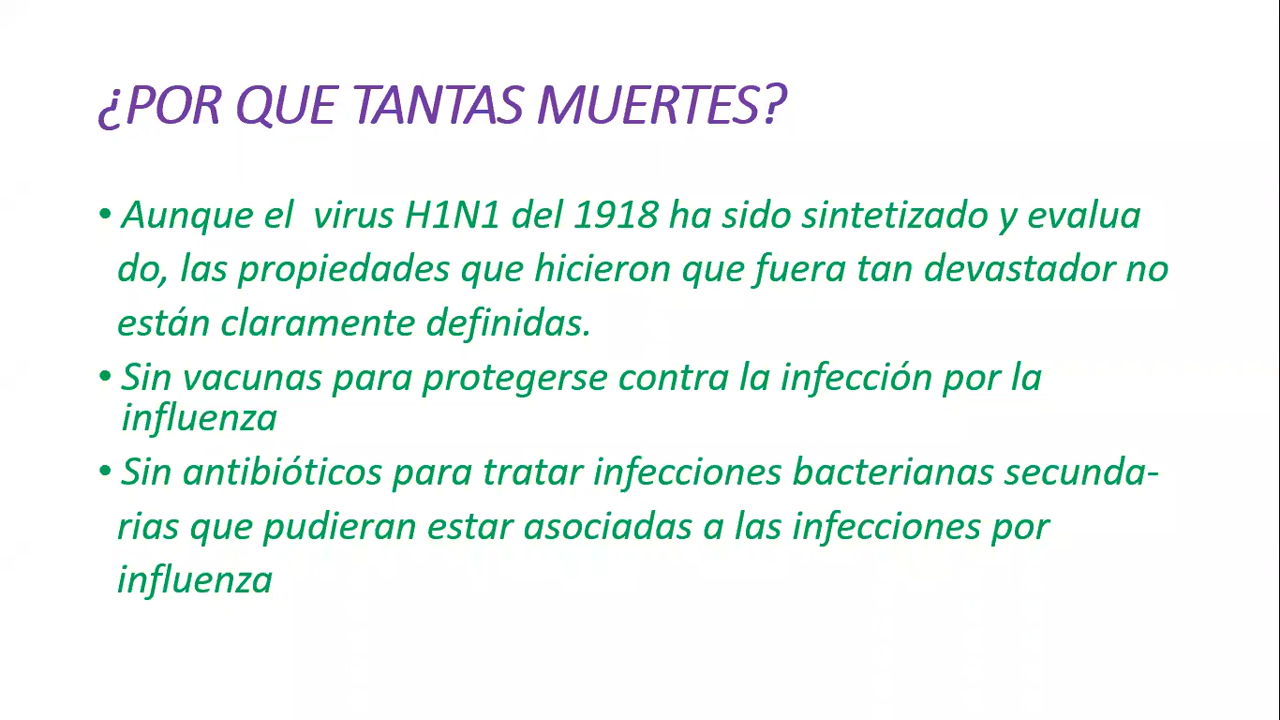 ¿POR QUE TANTAS MUERTES?
• Aunque el  virus H1N1 del 1918 ha sido sintetizado y evalua
do, las propiedades que hicieron que fuera tan devastador no
están claramente definidas.
• Sin vacunas para protegerse contra la infección por la
influenza
• Sin antibióticos para tratar infecciones bacterianas secunda-
rias que pudieran estar asociadas a las infecciones por
influenza